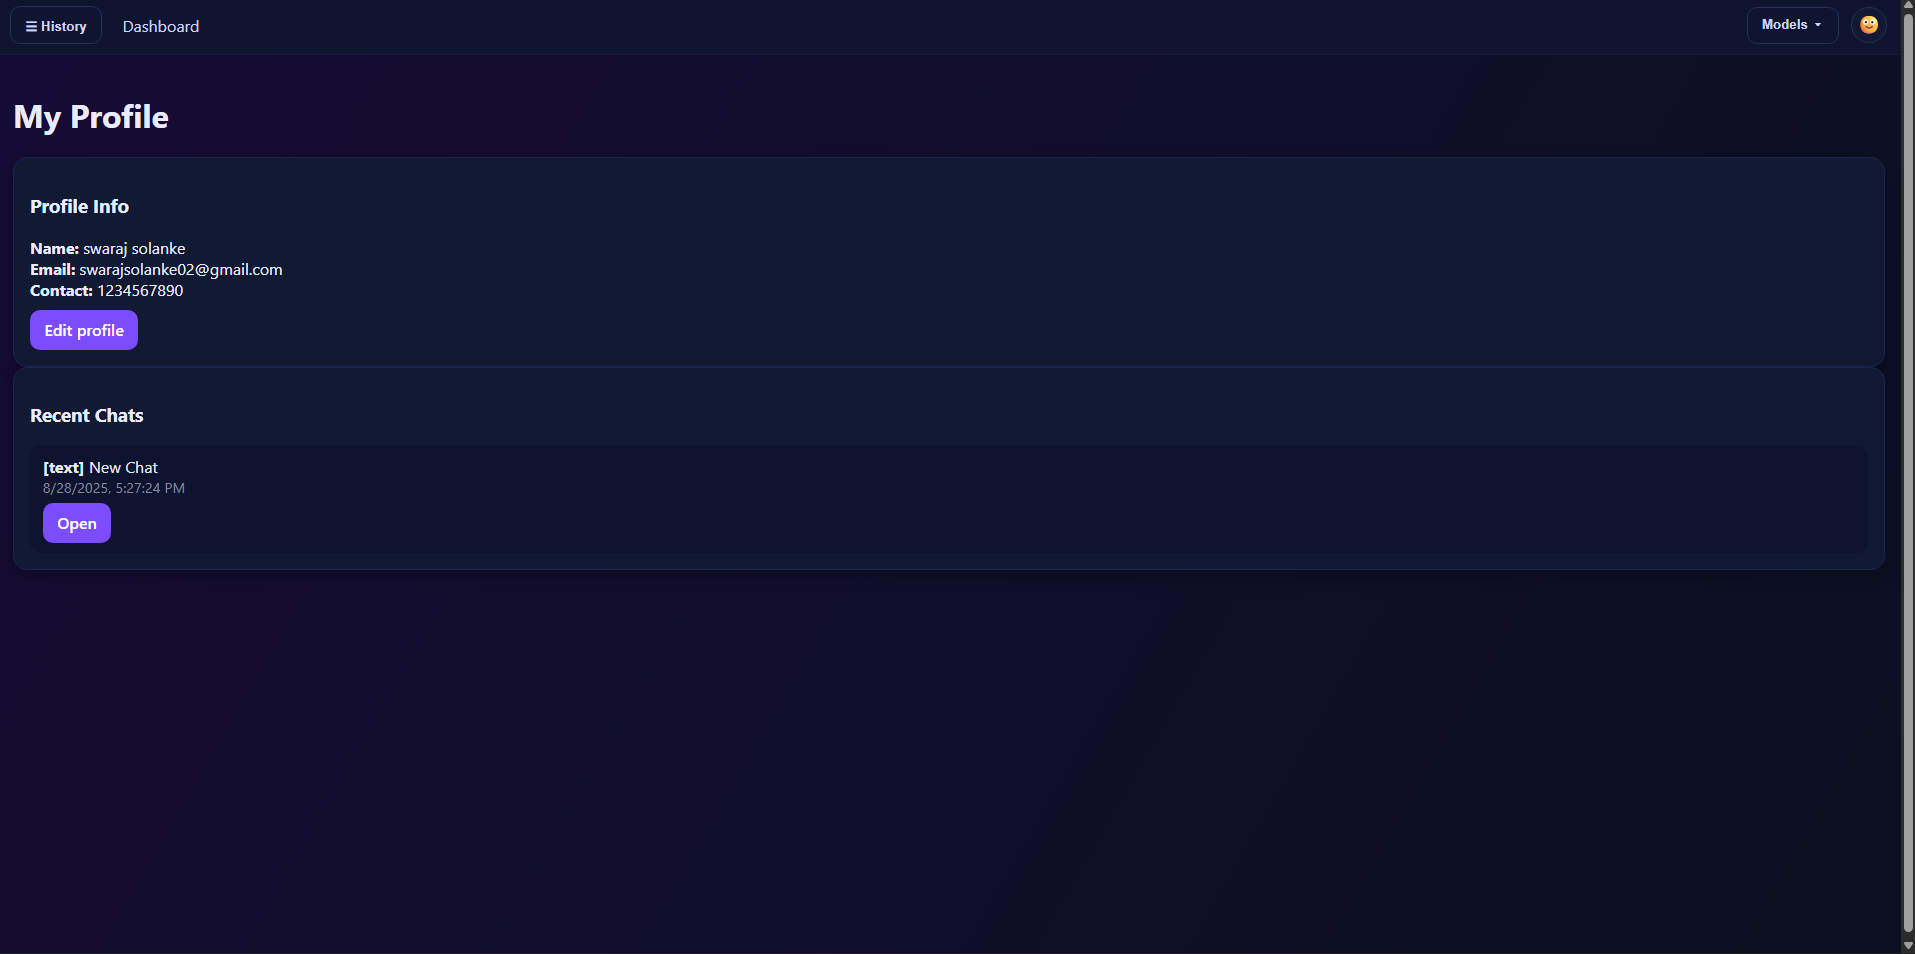 ☰ History
Dashboard
Models
My Profile
Profile Info
Name: swaraj solanke
Email: swarajsolanke02@gmail.com
Contact: 1234567890
Edit profile
Recent Chats
[text] New Chat
8/28/2025, 5:27:24 PM
Open